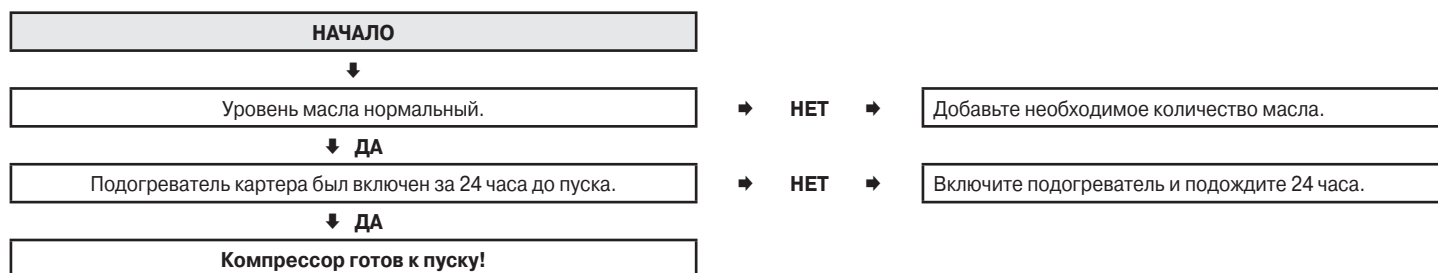 НАЧАЛО
Уровень масла нормальный.
НЕТ
Добавьте необходимое количество масла.
ДА
Подогреватель картера был включен за 24 часа до пуска.
НЕТ
Включите подогреватель и подождите 24 часа.
ДА
Компрессор готов к пуску!